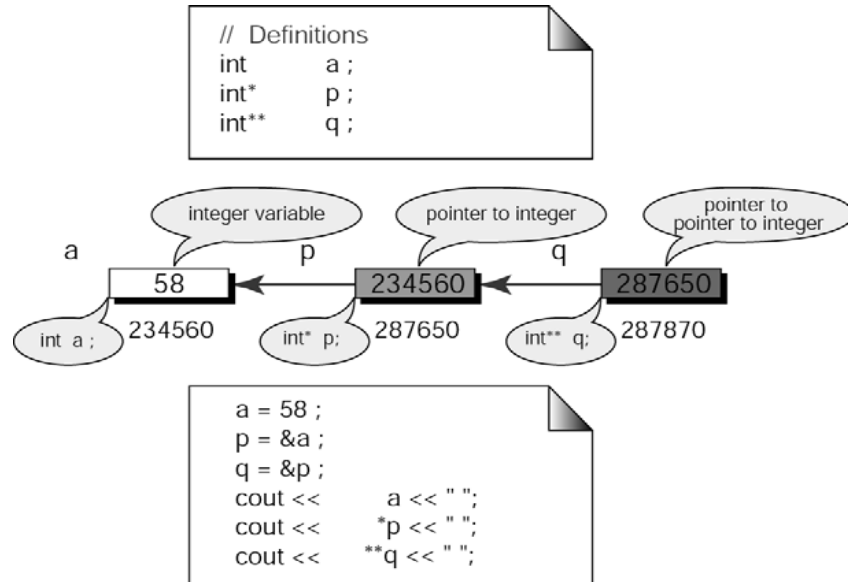 // Definitions
int a ;
int* p ;
int** q ;
integer variable
pointer to integer
pointer to
pointer to integer
a p q
58 234560 287650
int a ; 234560 int* p; 287650 int** q; 287870
a = 58 ;
p = &a ;
q = &p ;
cout << a << " ";
cout << *p << " ";
cout << **q << " ";